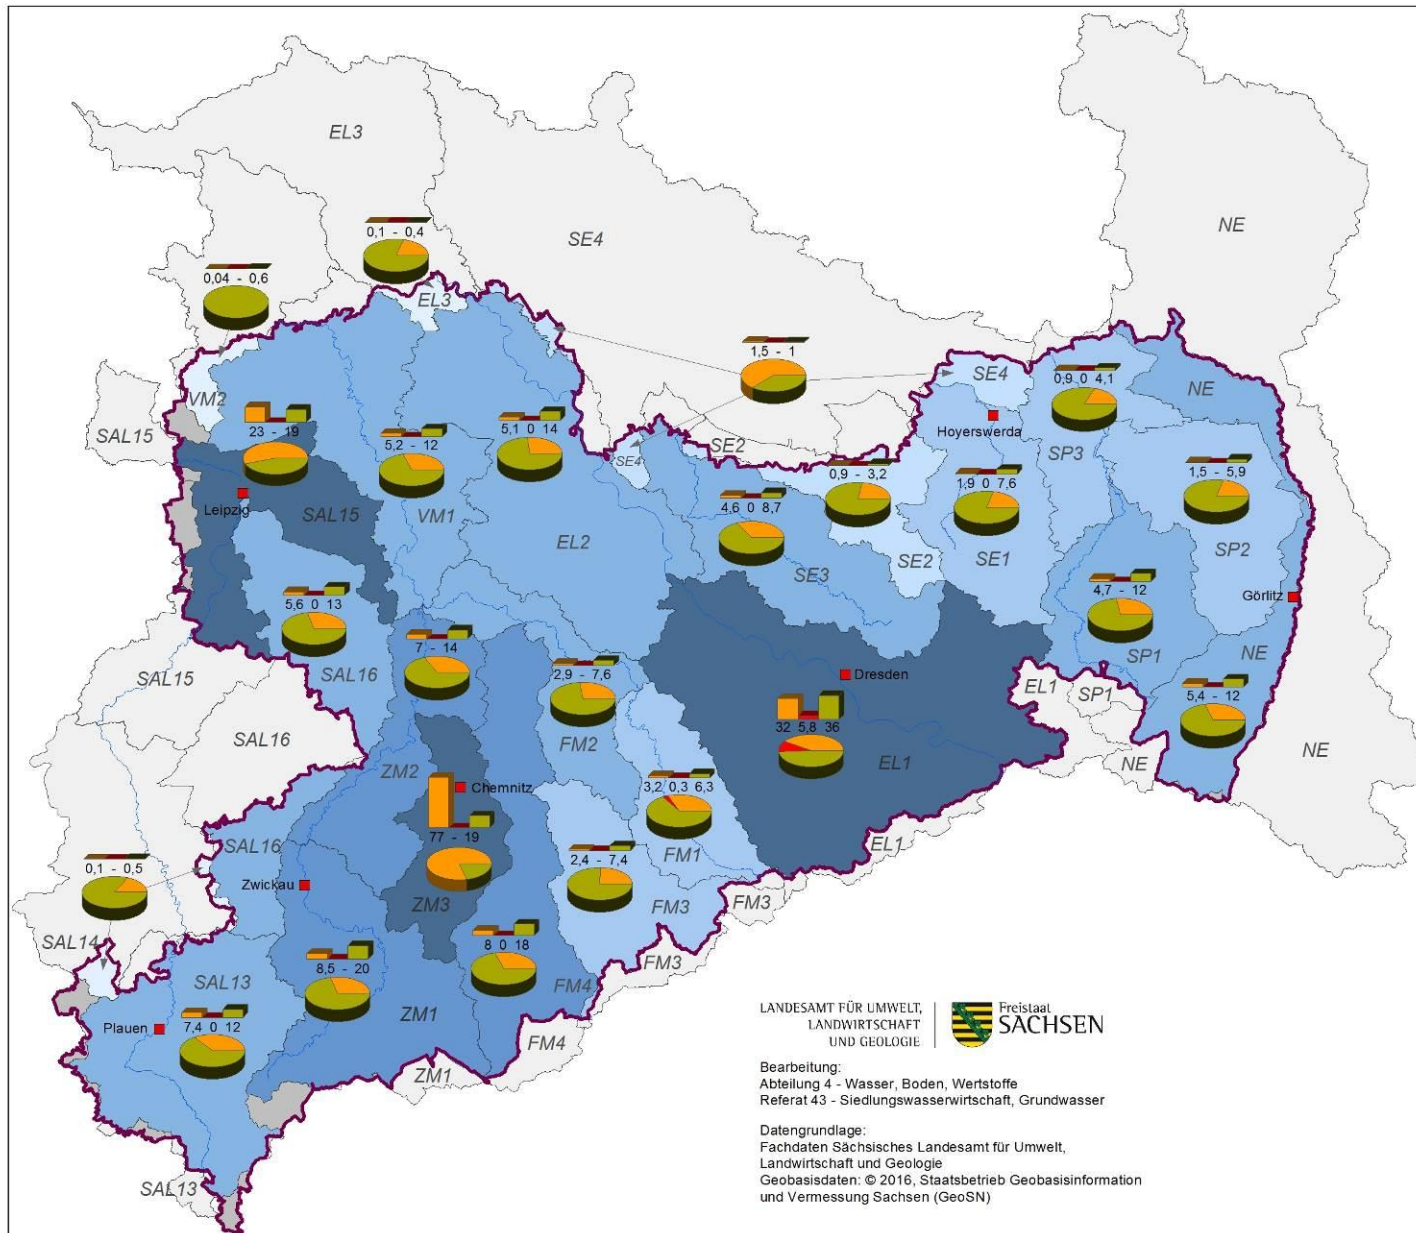 EL3
NE
SE4
0,1 - 0,4
NE
0,04 - 0,6
EL3
1,5 - 1
SE4
0,9 0 4,1
NE
VM2
SAL15
23 - 19
5,2 - 12
5,1 0 14
SE4
SE2
Hoyerswerda
SP3
0,9 - 3,2
1,9 0 7,6
1,5 - 5,9
Leipzig
SAL15
VM1
4,6 0 8,7
EL2
SE3
SE2
SE1
SP2
5,6 0 13
4,7 - 12
Görlitz
7 - 14
SP1
NE
SAL15
SAL16
2,9 - 7,6
Dresden
EL1
SP1
5,4 - 12
SAL16
FM2
32 5,8 36
EL1
NE
NE
ZM2
Chemnitz
3,2 0,3 6,3
77 - 19
SAL16
FM1
EL1
0,1 - 0,5
2,4 - 7,4
Zwickau
ZM3
FM3
FM3
SAL14
8 0 18
FM3
SAL13
8,5 - 20
FM4
Plauen
7,4 0 12
ZM1
FM4
ZM1
SAL13
LANDESAMT FÜR UMWELT,
LANDWIRTSCHAFT
UND GEOLOGIE
Freistaat
SACHSEN
Bearbeitung:
Abteilung 4 - Wasser, Boden, Wertstoffe
Referat 43 - Siedlungswasserwirtschaft, Grundwasser
Datengrundlage:
Fachdaten Sächsisches Landesamt für Umwelt,
Landwirtschaft und Geologie
Geobasisdaten: © 2016, Staatsbetrieb Geobasisinformation
und Vermessung Sachsen (GeoSN)